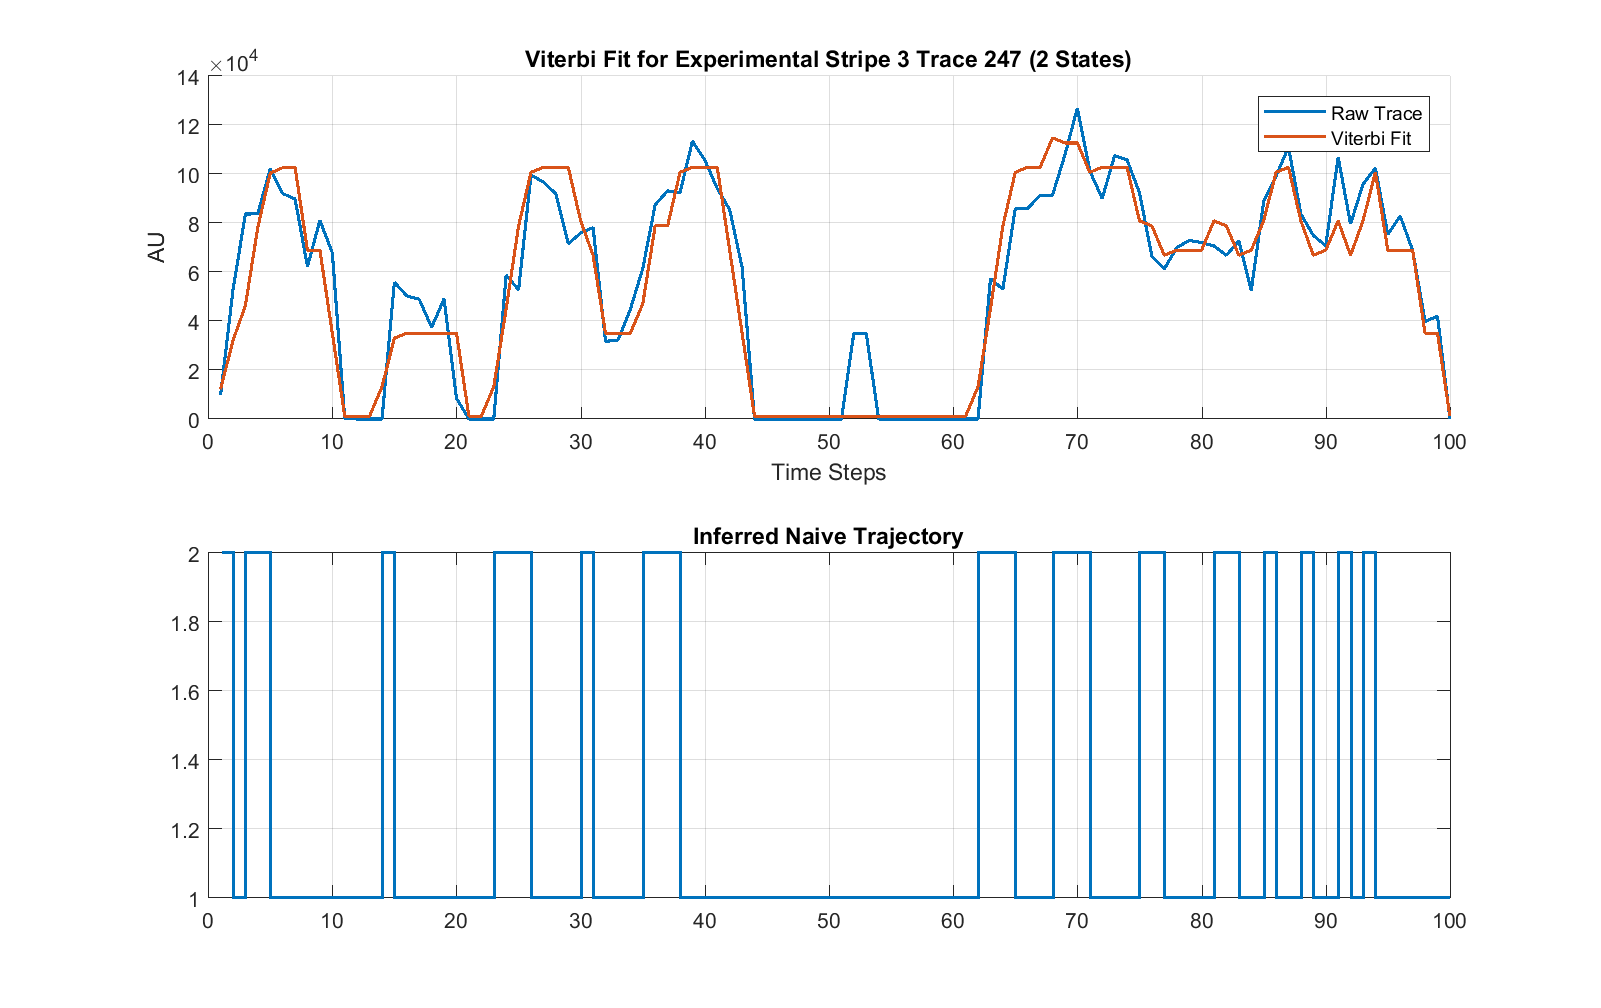 Viterbi Fit for Experimental Stripe 3 Trace 247 (2 States)
×10⁴
14
12
10
8
6
4
2
0
AU
Raw Trace
Viterbi Fit
0 10 20 30 40 50 60 70 80 90 100
Time Steps
Inferred Naive Trajectory
2
1.8
1.6
1.4
1.2
1
0 10 20 30 40 50 60 70 80 90 100